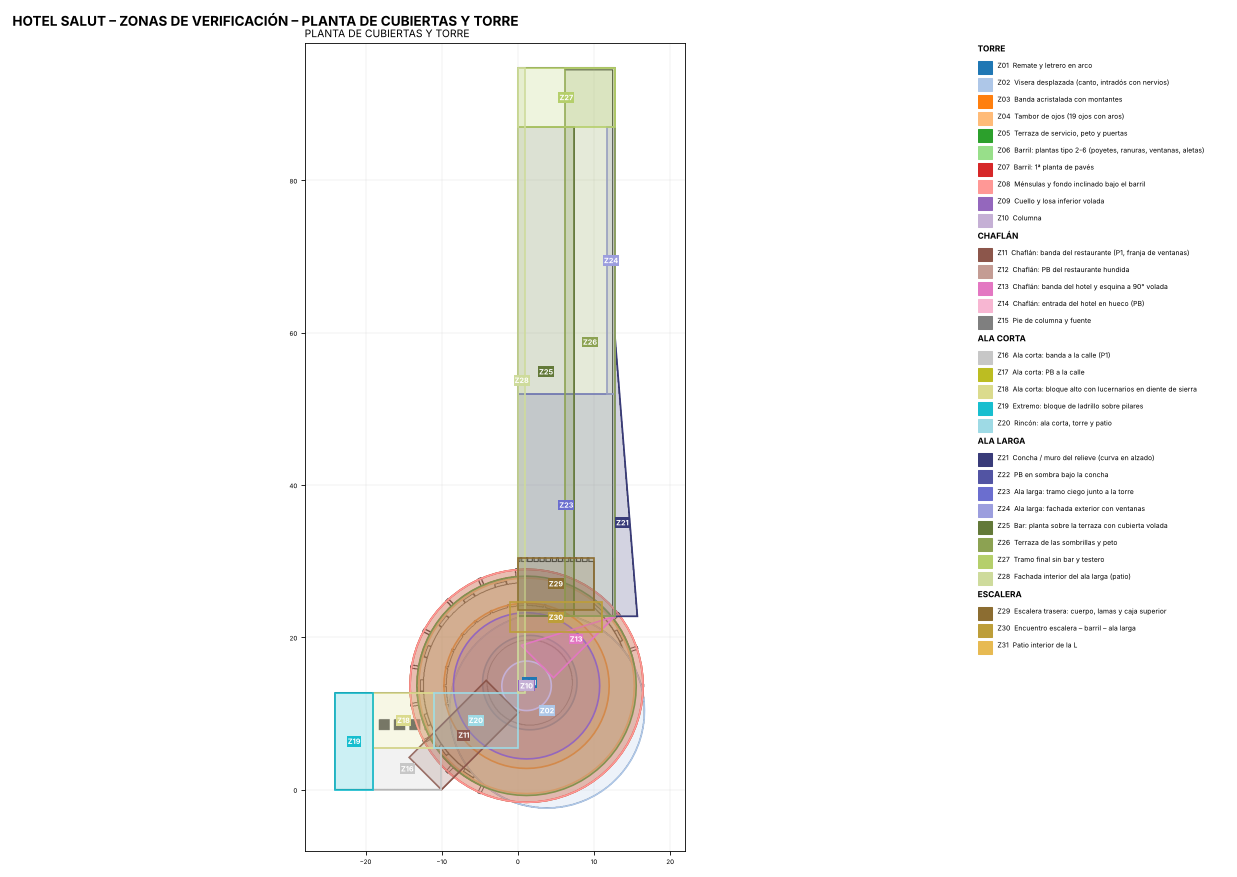 HOTEL SALUT – ZONAS DE VERIFICACIÓN – PLANTA DE CUBIERTAS Y TORRE
PLANTA DE CUBIERTAS Y TORRE
80
60
40
20
0
−20
−10
0
10
20
Z27
Z24
Z26
Z25
Z28
Z23
Z21
Z29
Z30
Z13
Z10
Z02
Z20
Z18
Z11
Z19
Z16
TORRE
Z01 Remate y letrero en arco
Z02 Visera desplazada (canto, intradós con nervios)
Z03 Banda acristalada con montantes
Z04 Tambor de ojos (19 ojos con aros)
Z05 Terraza de servicio, peto y puertas
Z06 Barril: plantas tipo 2-6 (poyetes, ranuras, ventanas, aletas)
Z07 Barril: 1ª planta de pavés
Z08 Ménsulas y fondo inclinado bajo el barril
Z09 Cuello y losa inferior volada
Z10 Columna
CHAFLÁN
Z11 Chaflán: banda del restaurante (P1, franja de ventanas)
Z12 Chaflán: PB del restaurante hundida
Z13 Chaflán: banda del hotel y esquina a 90° volada
Z14 Chaflán: entrada del hotel en hueco (PB)
Z15 Pie de columna y fuente
ALA CORTA
Z16 Ala corta: banda a la calle (P1)
Z17 Ala corta: PB a la calle
Z18 Ala corta: bloque alto con lucernarios en diente de sierra
Z19 Extremo: bloque de ladrillo sobre pilares
Z20 Rincón: ala corta, torre y patio
ALA LARGA
Z21 Concha / muro del relieve (curva en alzado)
Z22 PB en sombra bajo la concha
Z23 Ala larga: tramo ciego junto a la torre
Z24 Ala larga: fachada exterior con ventanas
Z25 Bar: planta sobre la terraza con cubierta volada
Z26 Terraza de las sombrillas y peto
Z27 Tramo final sin bar y testero
Z28 Fachada interior del ala larga (patio)
ESCALERA
Z29 Escalera trasera: cuerpo, lamas y caja superior
Z30 Encuentro escalera – barril – ala larga
Z31 Patio interior de la L